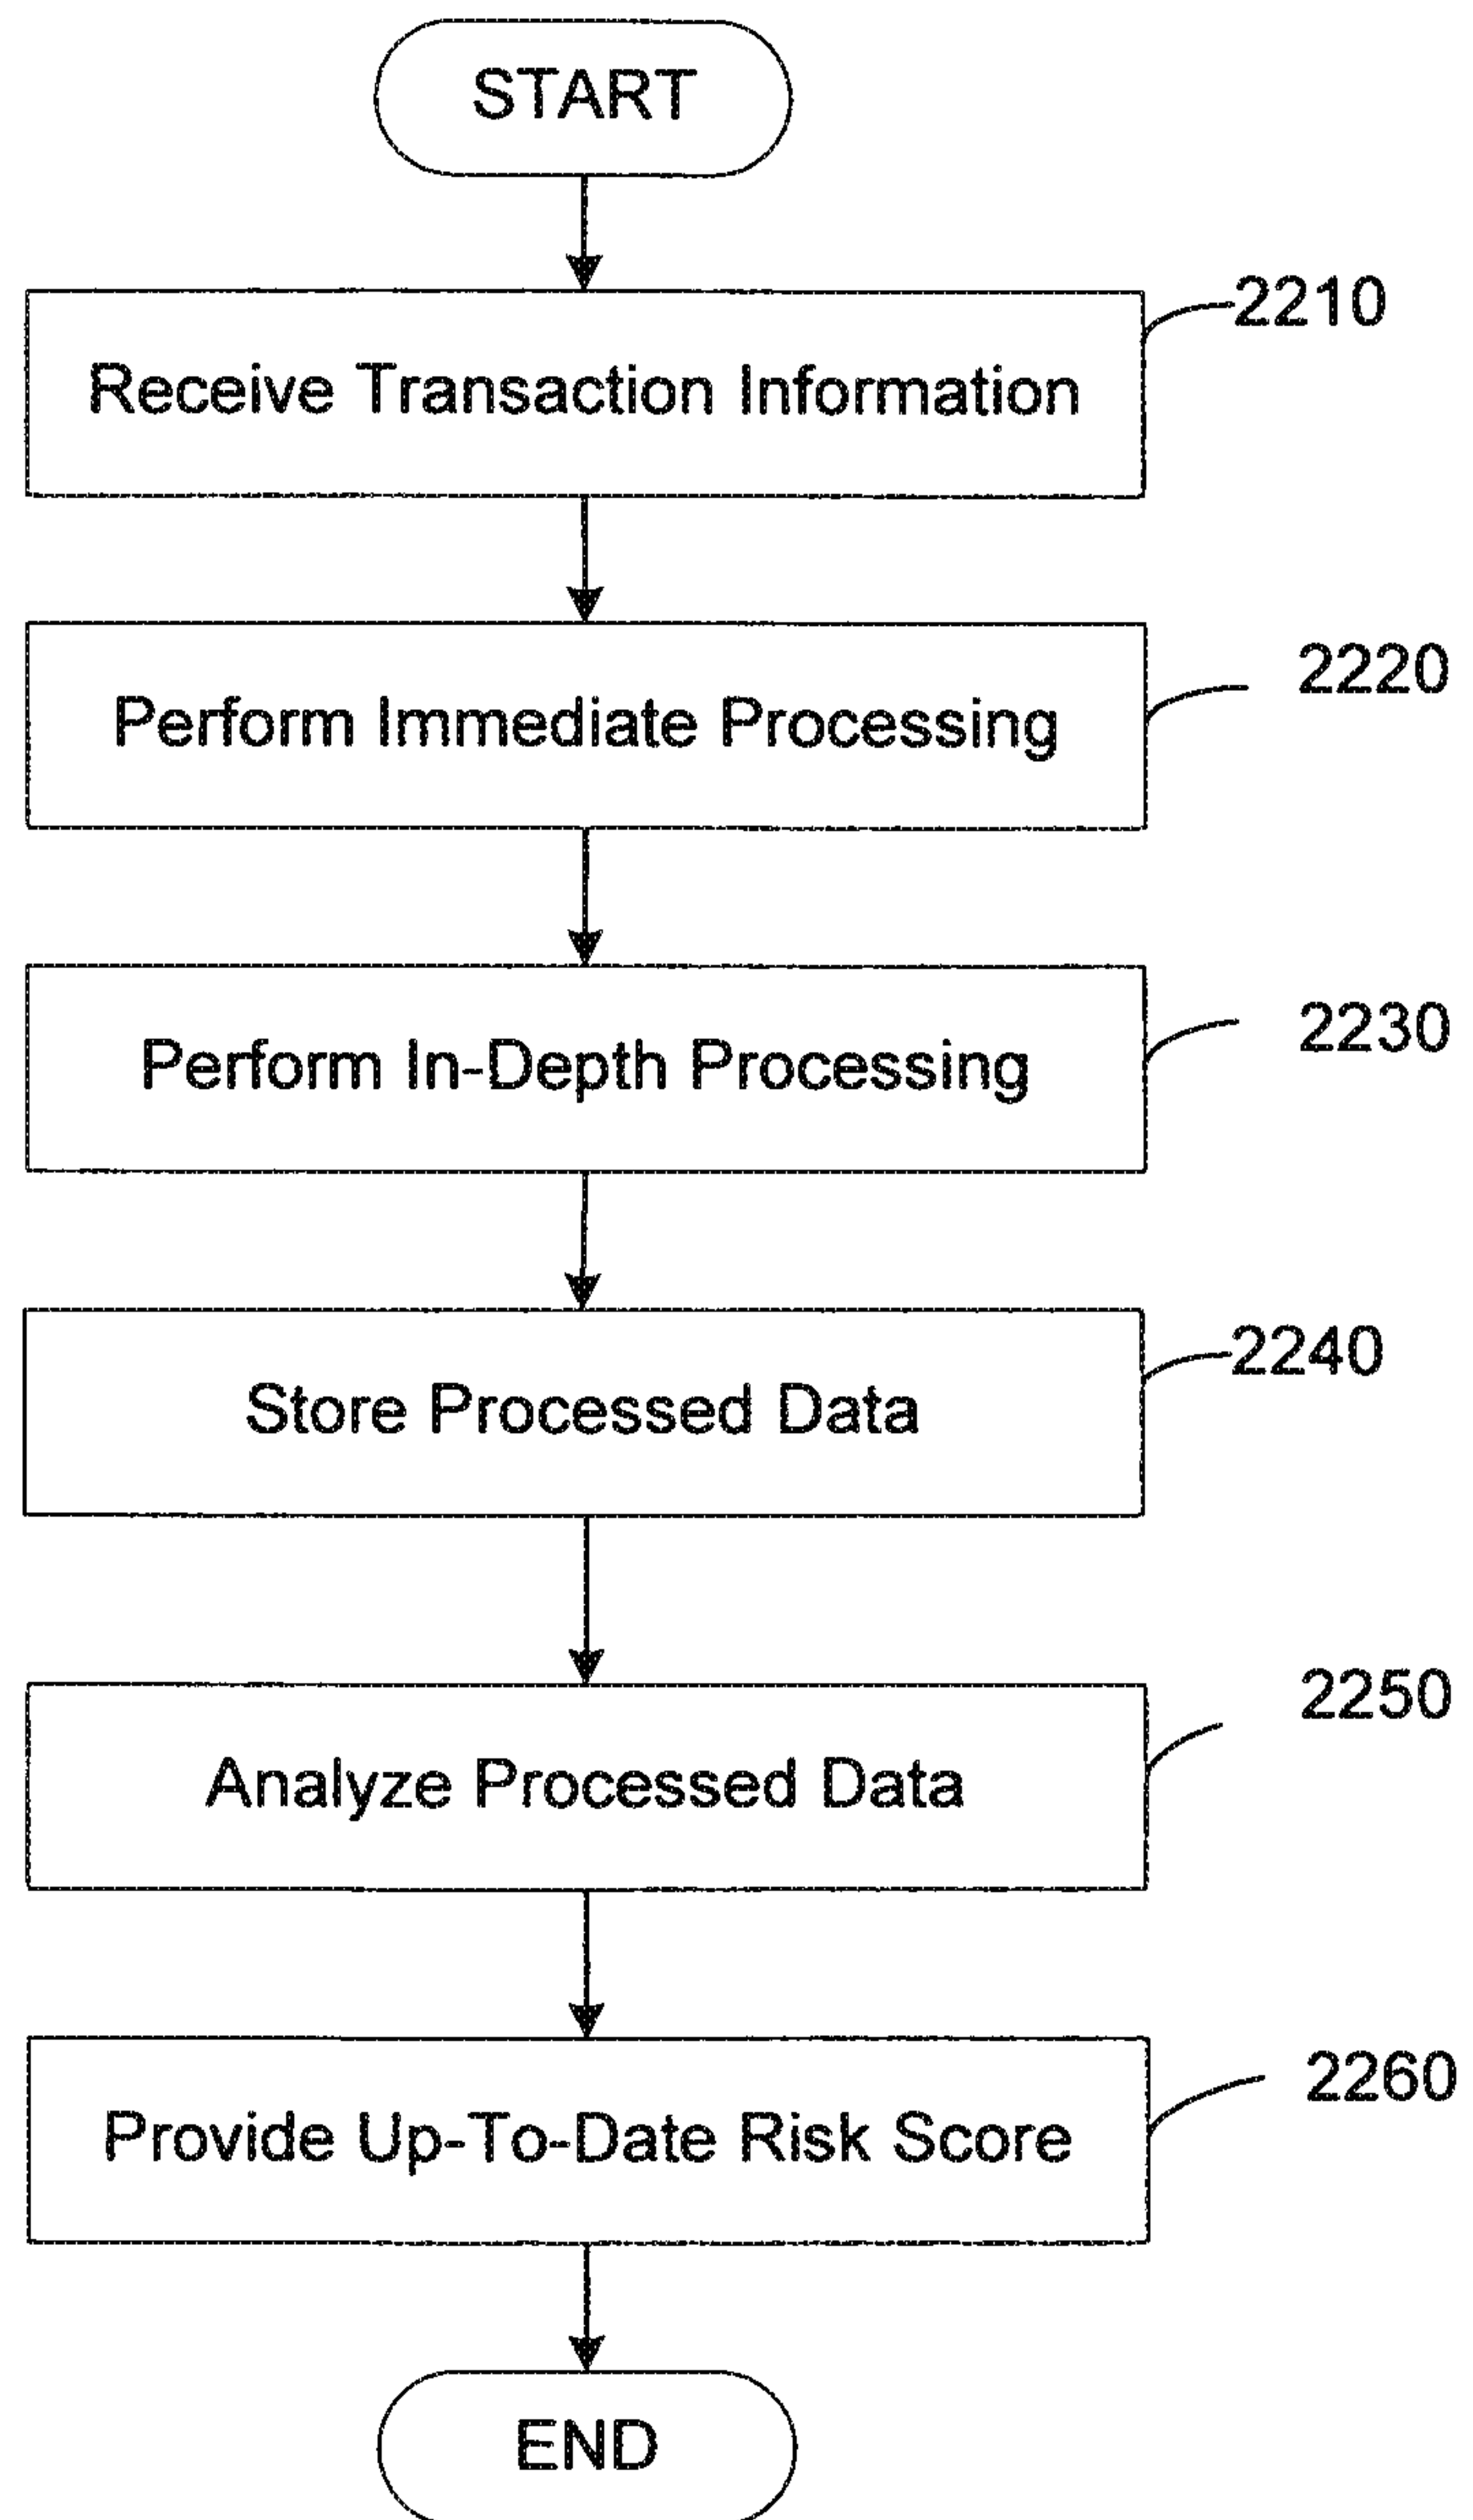 START
2210
Receive Transaction Information
2220
Perform Immediate Processing
2230
Perform In-Depth Processing
2240
Store Processed Data
2250
Analyze Processed Data
2260
Provide Up-To-Date Risk Score
END